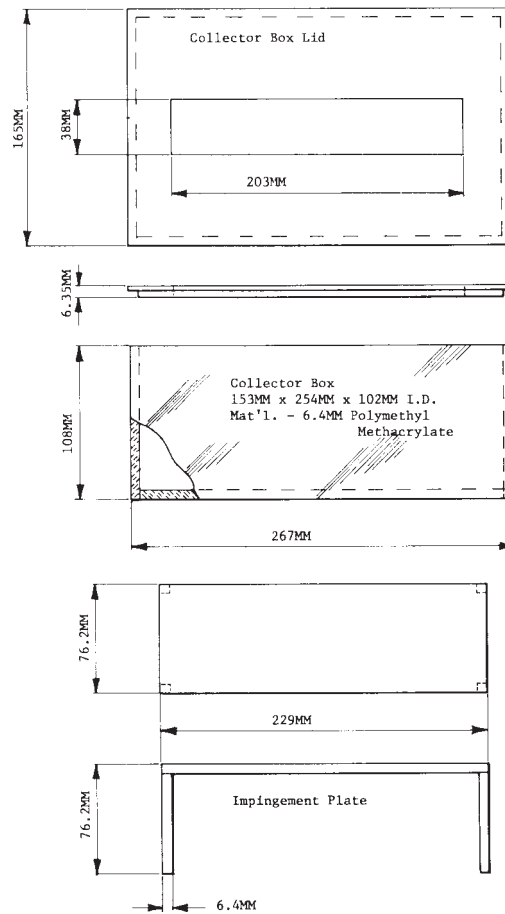 Collector Box Lid
165MM
38MM
203MM
6.35MM
Collector Box
153MM x 254MM x 102MM I.D.
Mat'l. - 6.4MM Polymethyl
Methacrylate
108MM
267MM
76.2MM
229MM
76.2MM
Impingement Plate
6.4MM